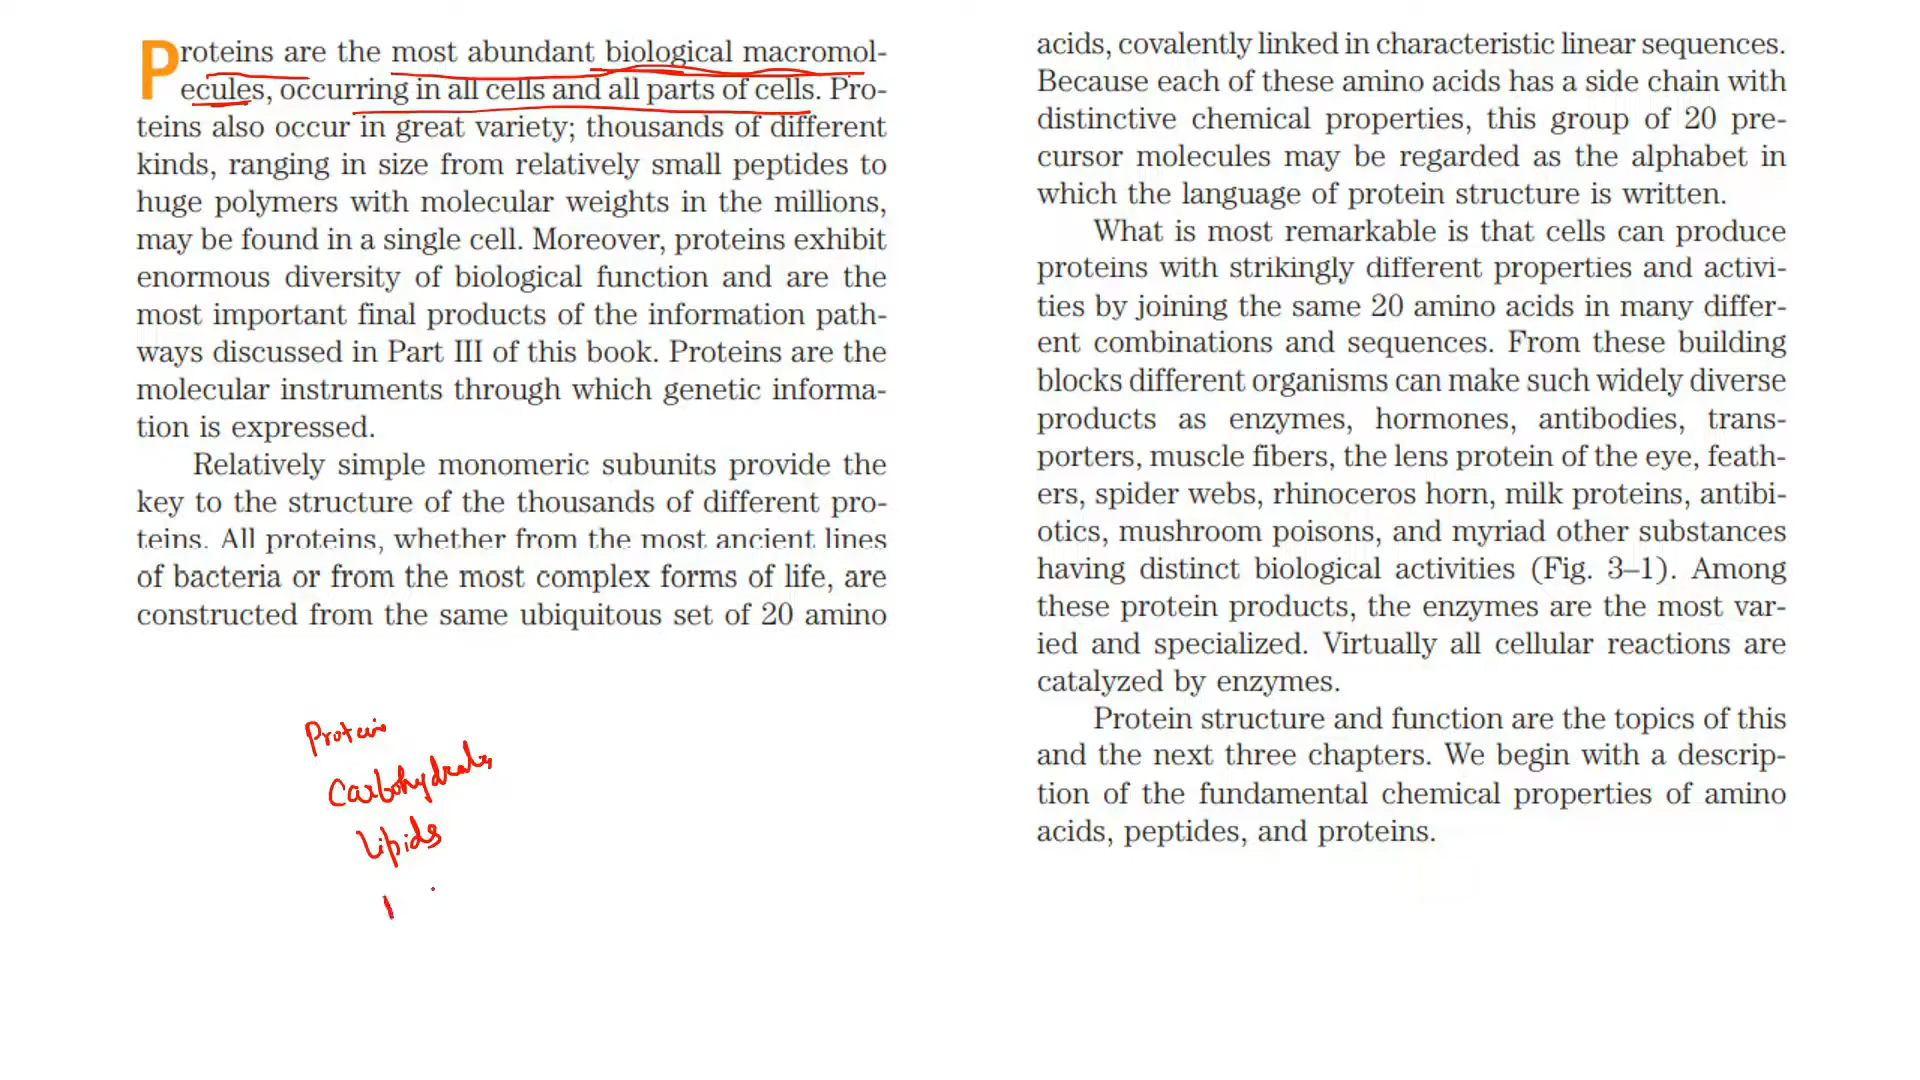 Proteins are the most abundant biological macromol-
ecules, occurring in all cells and all parts of cells. Pro-
teins also occur in great variety; thousands of different
kinds, ranging in size from relatively small peptides to
huge polymers with molecular weights in the millions,
may be found in a single cell. Moreover, proteins exhibit
enormous diversity of biological function and are the
most important final products of the information path-
ways discussed in Part III of this book. Proteins are the
molecular instruments through which genetic informa-
tion is expressed.
Relatively simple monomeric subunits provide the
key to the structure of the thousands of different pro-
teins. All proteins, whether from the most ancient lines
of bacteria or from the most complex forms of life, are
constructed from the same ubiquitous set of 20 amino
Protein
Carbohydrates
Lipids
acids, covalently linked in characteristic linear sequences.
Because each of these amino acids has a side chain with
distinctive chemical properties, this group of 20 pre-
cursor molecules may be regarded as the alphabet in
which the language of protein structure is written.
What is most remarkable is that cells can produce
proteins with strikingly different properties and activi-
ties by joining the same 20 amino acids in many differ-
ent combinations and sequences. From these building
blocks different organisms can make such widely diverse
products as enzymes, hormones, antibodies, trans-
porters, muscle fibers, the lens protein of the eye, feath-
ers, spider webs, rhinoceros horn, milk proteins, antibi-
otics, mushroom poisons, and myriad other substances
having distinct biological activities (Fig. 3–1). Among
these protein products, the enzymes are the most var-
ied and specialized. Virtually all cellular reactions are
catalyzed by enzymes.
Protein structure and function are the topics of this
and the next three chapters. We begin with a descrip-
tion of the fundamental chemical properties of amino
acids, peptides, and proteins.